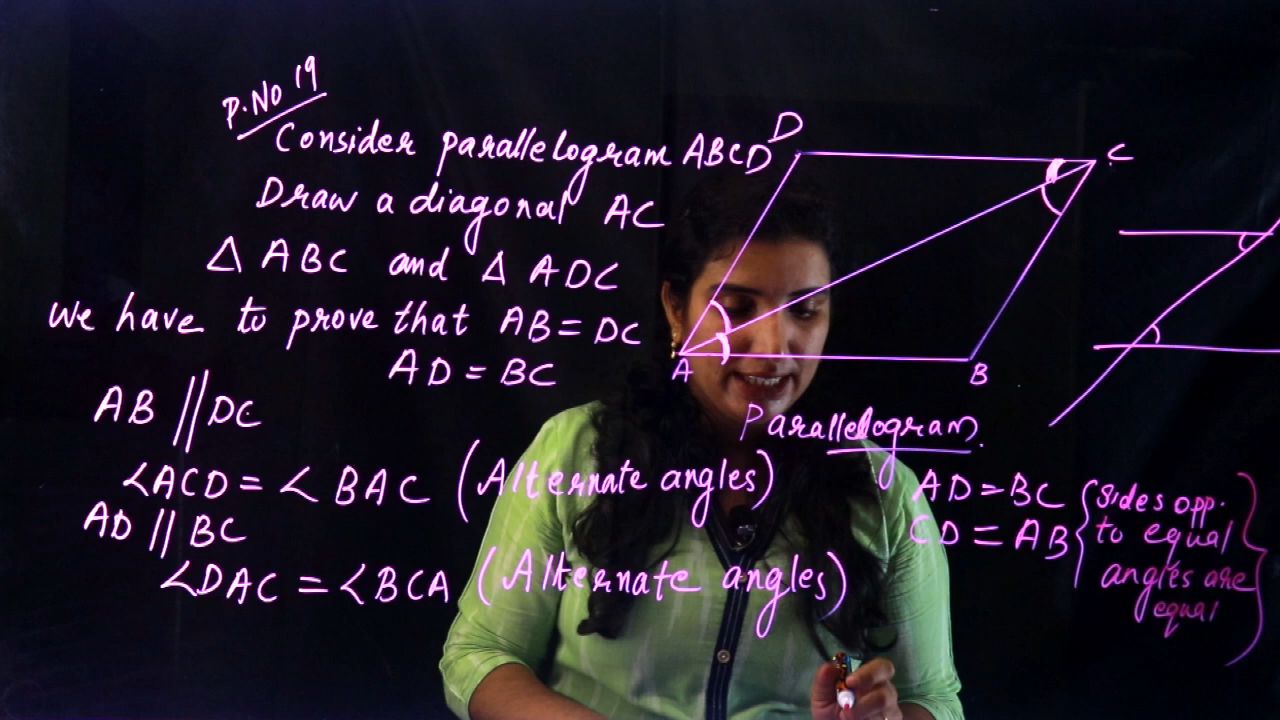 P. No 19
Consider parallelogram ABCD
Draw a diagonal AC
Δ ABC and Δ ADC
We have to prove that AB = DC
AD = BC
AB || DC
∠ACD = ∠BAC (Alternate angles)
AD || BC
∠DAC = ∠BCA (Alternate angles)
D
C
A
B
Parallelogram.
AD = BC
CD = AB
{sides opp.
to equal
angles are
equal}